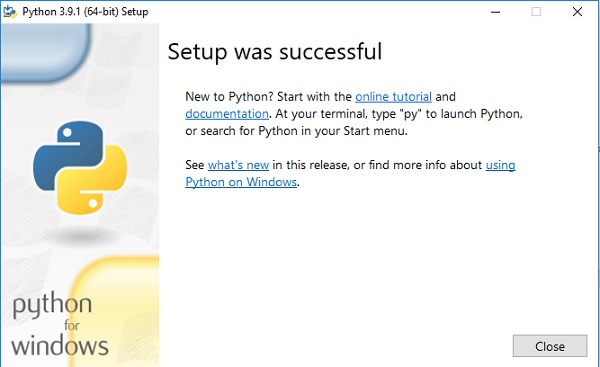 Python 3.9.1 (64-bit) Setup
Setup was successful
New to Python? Start with the online tutorial and
documentation. At your terminal, type "py" to launch Python,
or search for Python in your Start menu.
See what's new in this release, or find more info about using
Python on Windows.
python
for
windows
Close